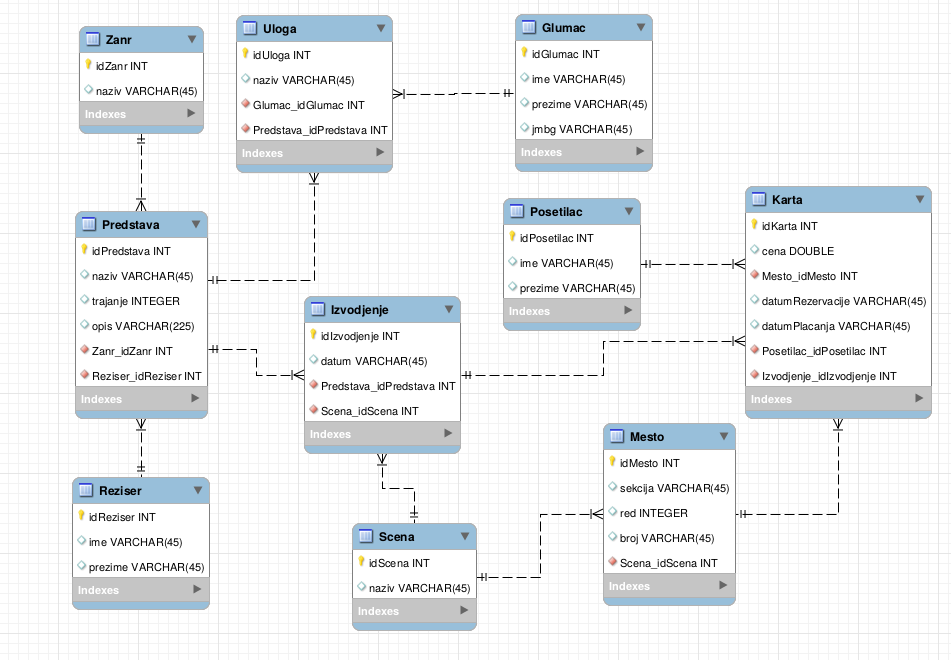 Zanr
idZanr INT
naziv VARCHAR(45)
Indexes
Uloga
idUloga INT
naziv VARCHAR(45)
Glumac_idGlumac INT
Predstava_idPredstava INT
Indexes
Glumac
idGlumac INT
ime VARCHAR(45)
prezime VARCHAR(45)
jmbg VARCHAR(45)
Indexes
Predstava
idPredstava INT
naziv VARCHAR(45)
trajanje INTEGER
opis VARCHAR(225)
Zanr_idZanr INT
Reziser_idReziser INT
Indexes
Posetilac
idPosetilac INT
ime VARCHAR(45)
prezime VARCHAR(45)
Indexes
Karta
idKarta INT
cena DOUBLE
Mesto_idMesto INT
datumRezervacije VARCHAR(45)
datumPlacanja VARCHAR(45)
Posetilac_idPosetilac INT
Izvodjenje_idIzvodjenje INT
Indexes
Izvodjenje
idIzvodjenje INT
datum VARCHAR(45)
Predstava_idPredstava INT
Scena_idScena INT
Indexes
Mesto
idMesto INT
sekcija VARCHAR(45)
red INTEGER
broj VARCHAR(45)
Scena_idScena INT
Indexes
Reziser
idReziser INT
ime VARCHAR(45)
prezime VARCHAR(45)
Indexes
Scena
idScena INT
naziv VARCHAR(45)
Indexes